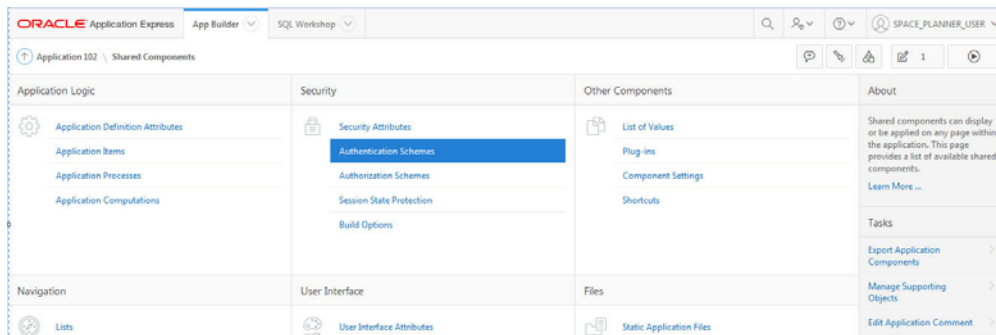 ORACLE Application Express App Builder SQL Workshop SPACE_PLANNER_USER
Application 102 \ Shared Components 1
Application Logic
Application Definition Attributes
Application Items
Application Processes
Application Computations
Security
Security Attributes
Authentication Schemes
Authorization Schemes
Session State Protection
Build Options
Other Components
List of Values
Plug-ins
Component Settings
Shortcuts
About
Shared components can display
or be applied on any page within
the application. This page
provides a list of available shared
components.
Learn More ...
Tasks
Export Application
Components
Manage Supporting
Objects
Edit Application Comment
Navigation
Lists
User Interface
User Interface Attributes
Files
Static Application Files